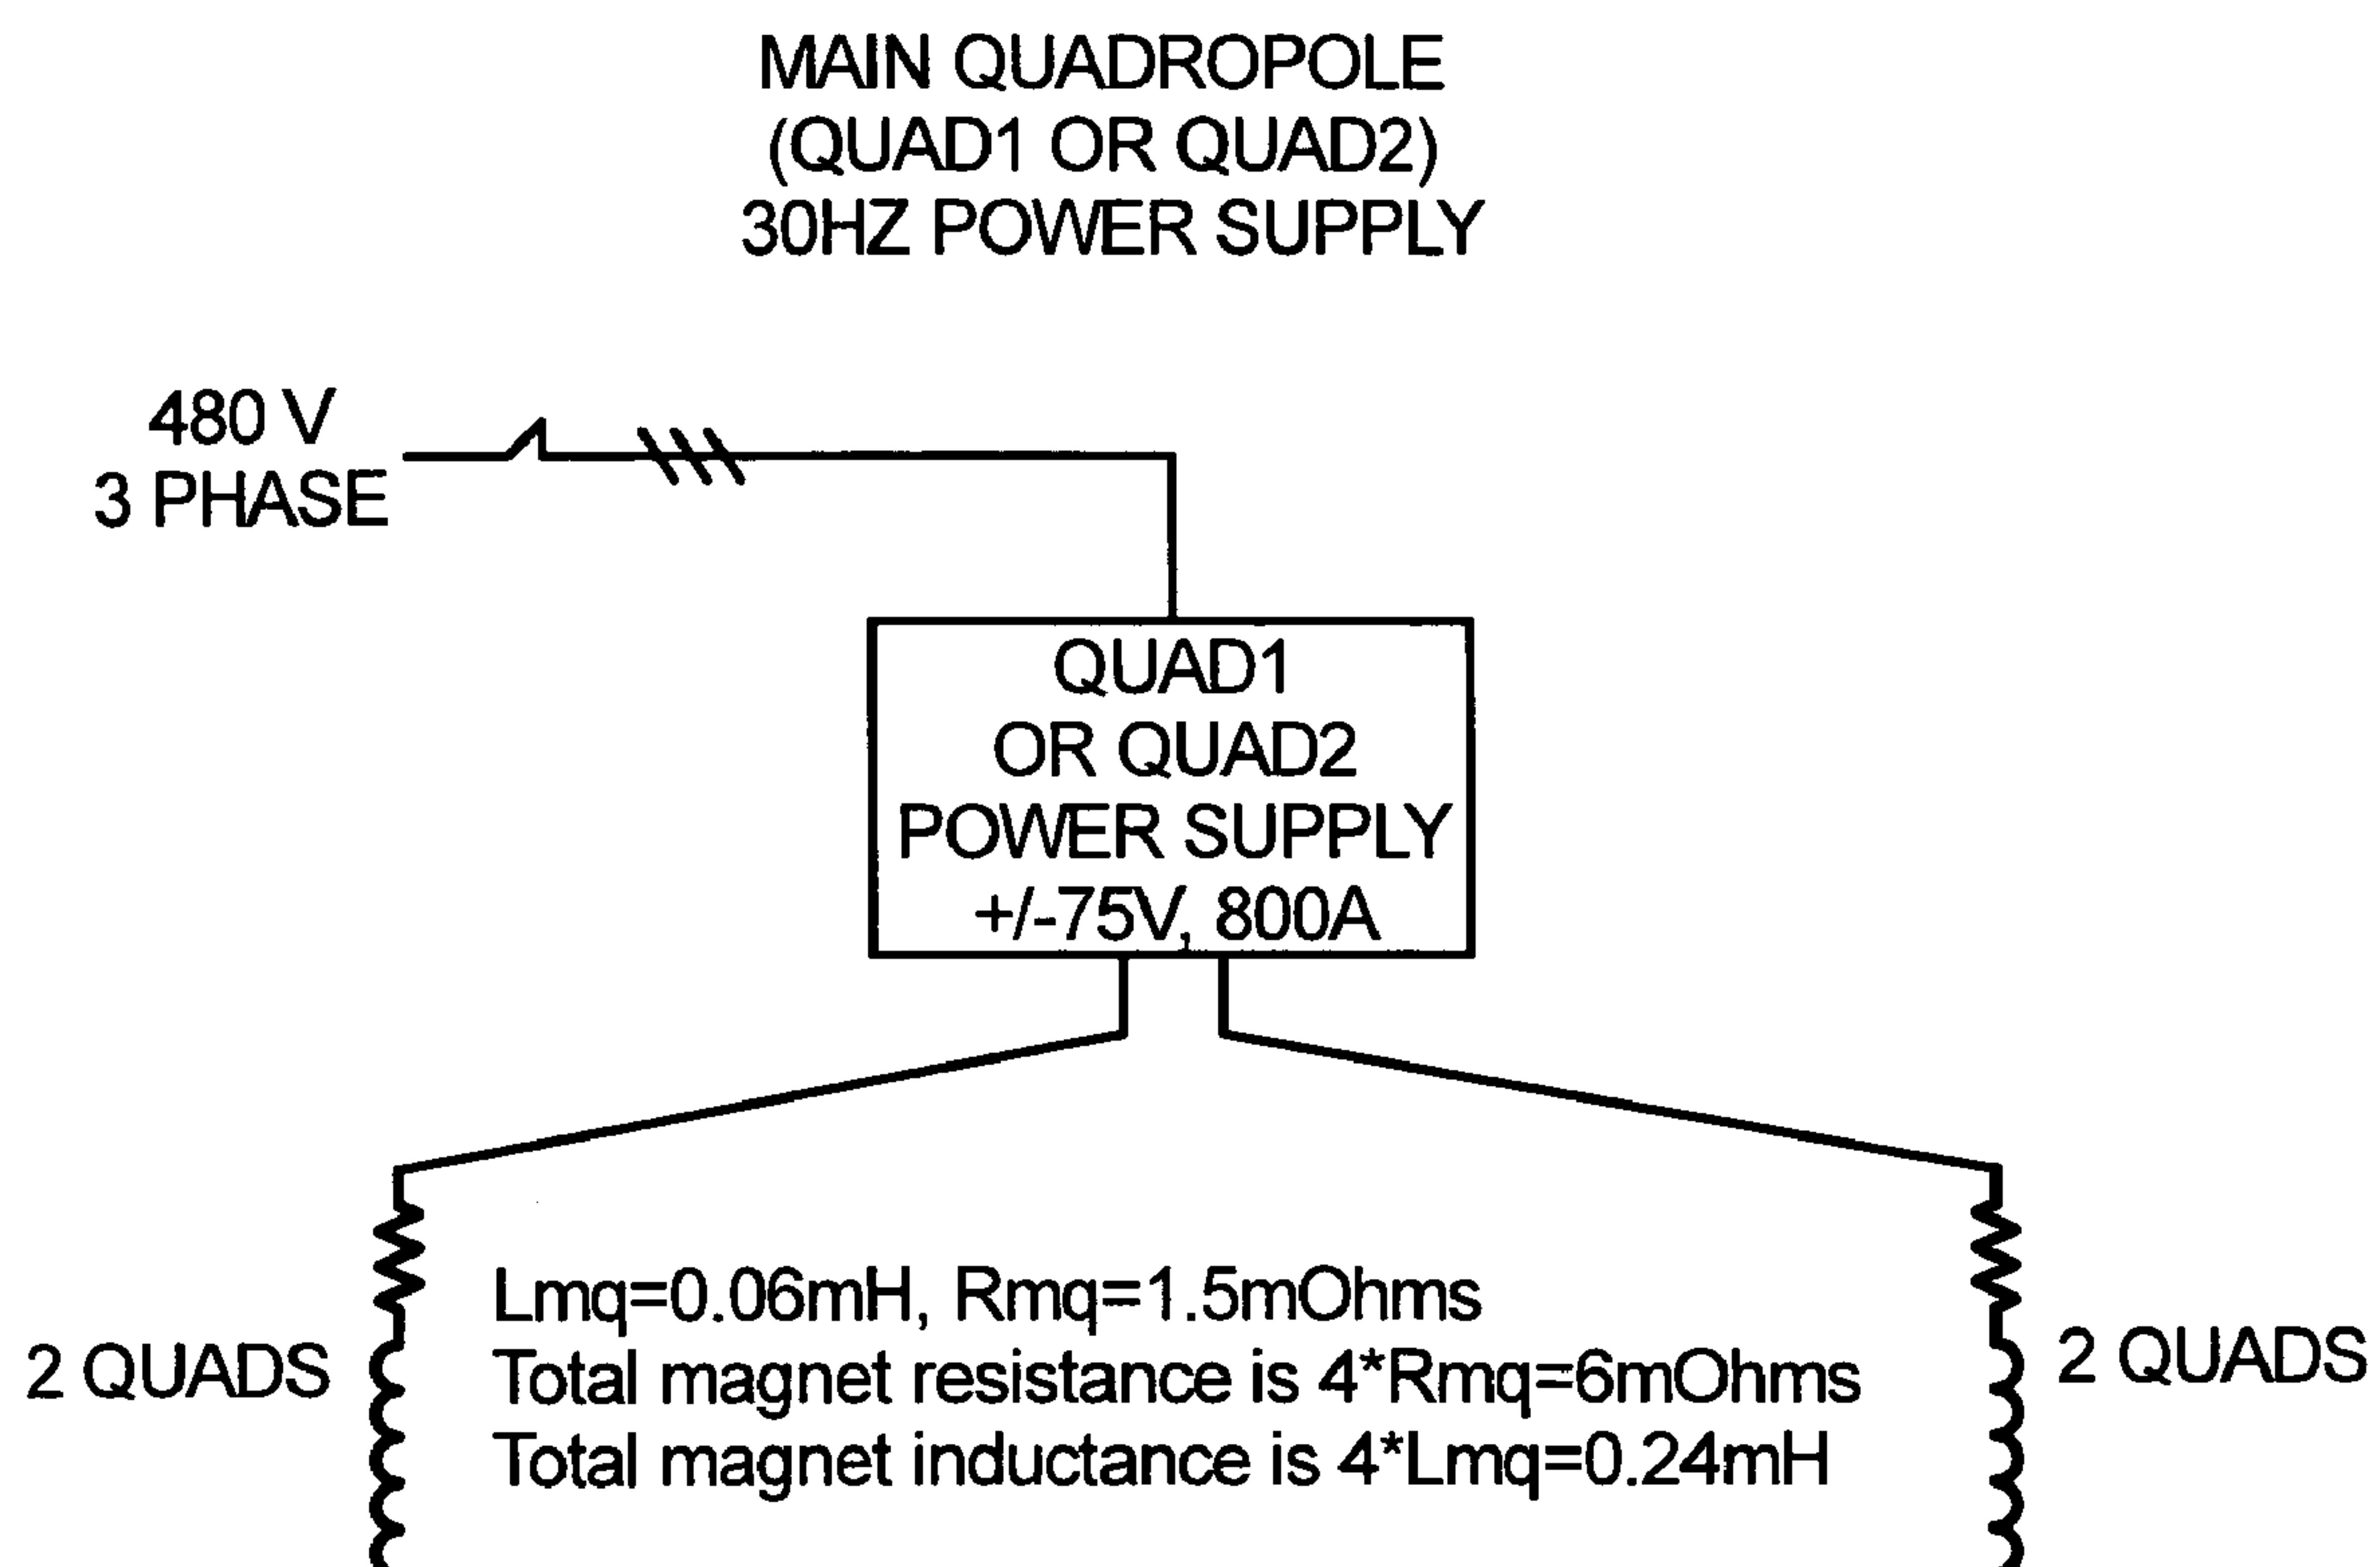 MAIN QUADROPOLE
(QUAD1 OR QUAD2)
30HZ POWER SUPPLY
480 V
3 PHASE
QUAD1
OR QUAD2
POWER SUPPLY
+/-75V, 800A
Lmq=0.06mH, Rmq=1.5mOhms
2 QUADS
Total magnet resistance is 4*Rmq=6mOhms
2 QUADS
Total magnet inductance is 4*Lmq=0.24mH